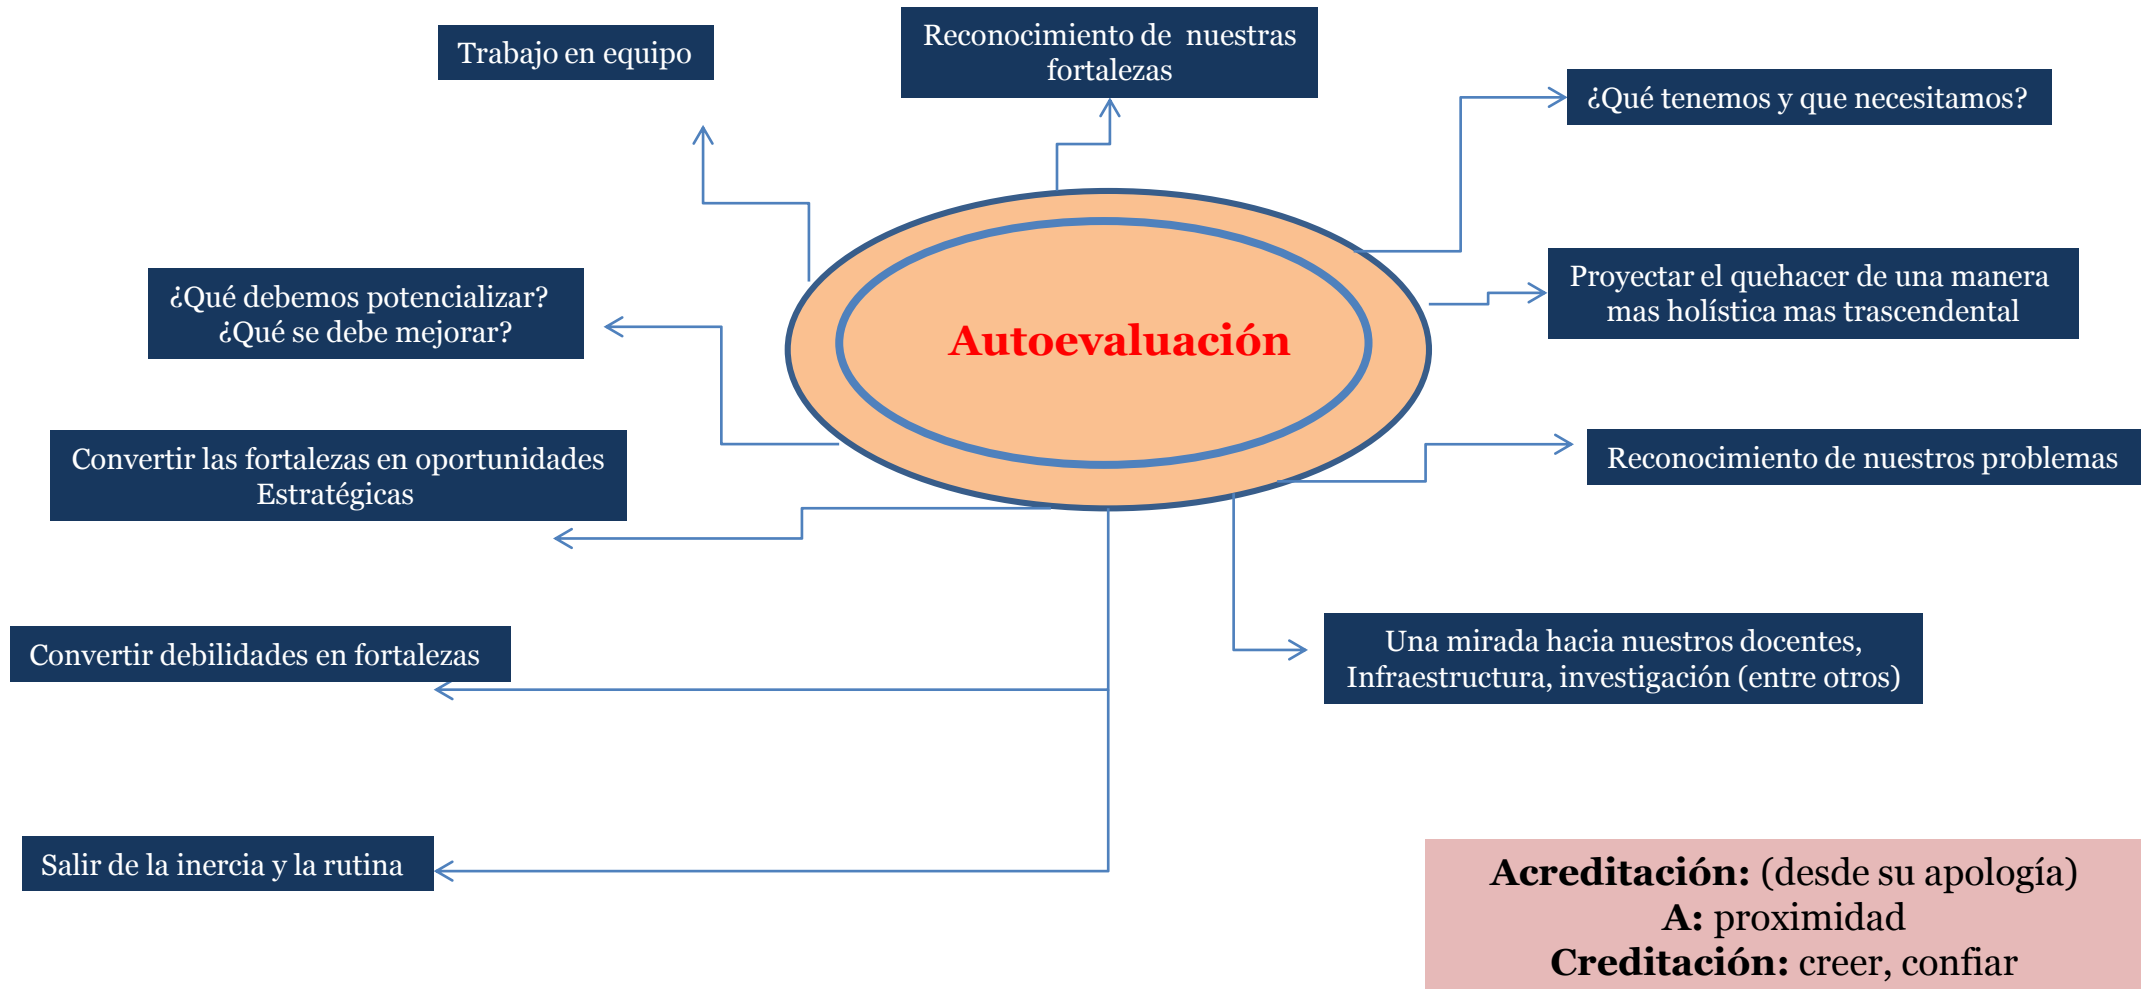 Trabajo en equipo
Reconocimiento de nuestras
fortalezas
¿Qué tenemos y que necesitamos?
¿Qué debemos potencializar?
¿Qué se debe mejorar?
Autoevaluación
Proyectar el quehacer de una manera
mas holística mas trascendental
Convertir las fortalezas en oportunidades
Estratégicas
Reconocimiento de nuestros problemas
Convertir debilidades en fortalezas
Una mirada hacia nuestros docentes,
Infraestructura, investigación (entre otros)
Salir de la inercia y la rutina
Acreditación: (desde su apología)
A: proximidad
Creditación: creer, confiar